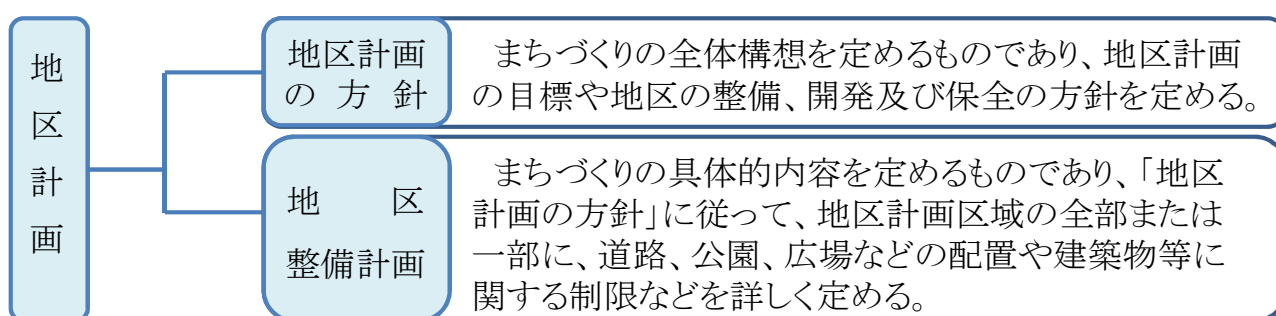 地区計画
地区計画
の方針
まちづくりの全体構想を定めるものであり、地区計画
の目標や地区の整備、開発及び保全の方針を定める。
地区
整備計画
まちづくりの具体的内容を定めるものであり、「地区
計画の方針」に従って、地区計画区域の全部または
一部に、道路、公園、広場などの配置や建築物等に
関する制限などを詳しく定める。